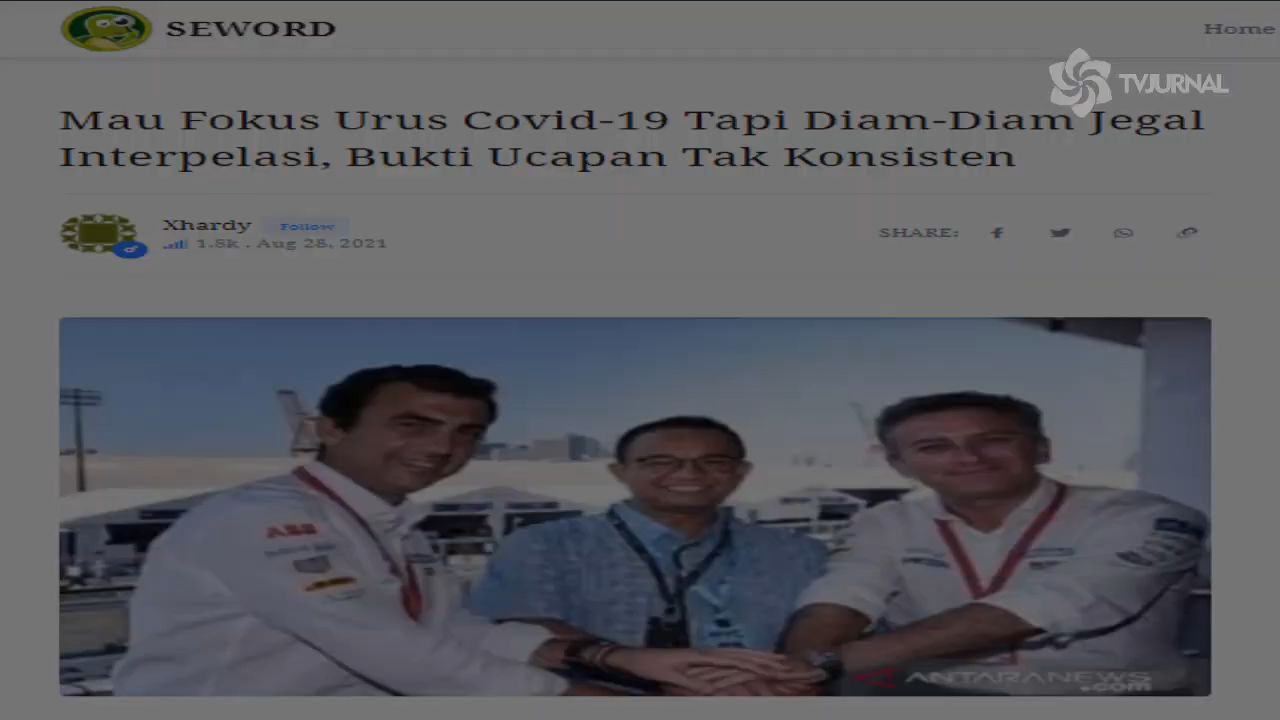 SEWORD
Home
TVJURNAL
Mau Fokus Urus Covid-19 Tapi Diam-Diam Jegal
Interpelasi, Bukti Ucapan Tak Konsisten
Xhardy Follow
1.8k . Aug 28, 2021
SHARE:
ABB
ANTARANEWS
.com